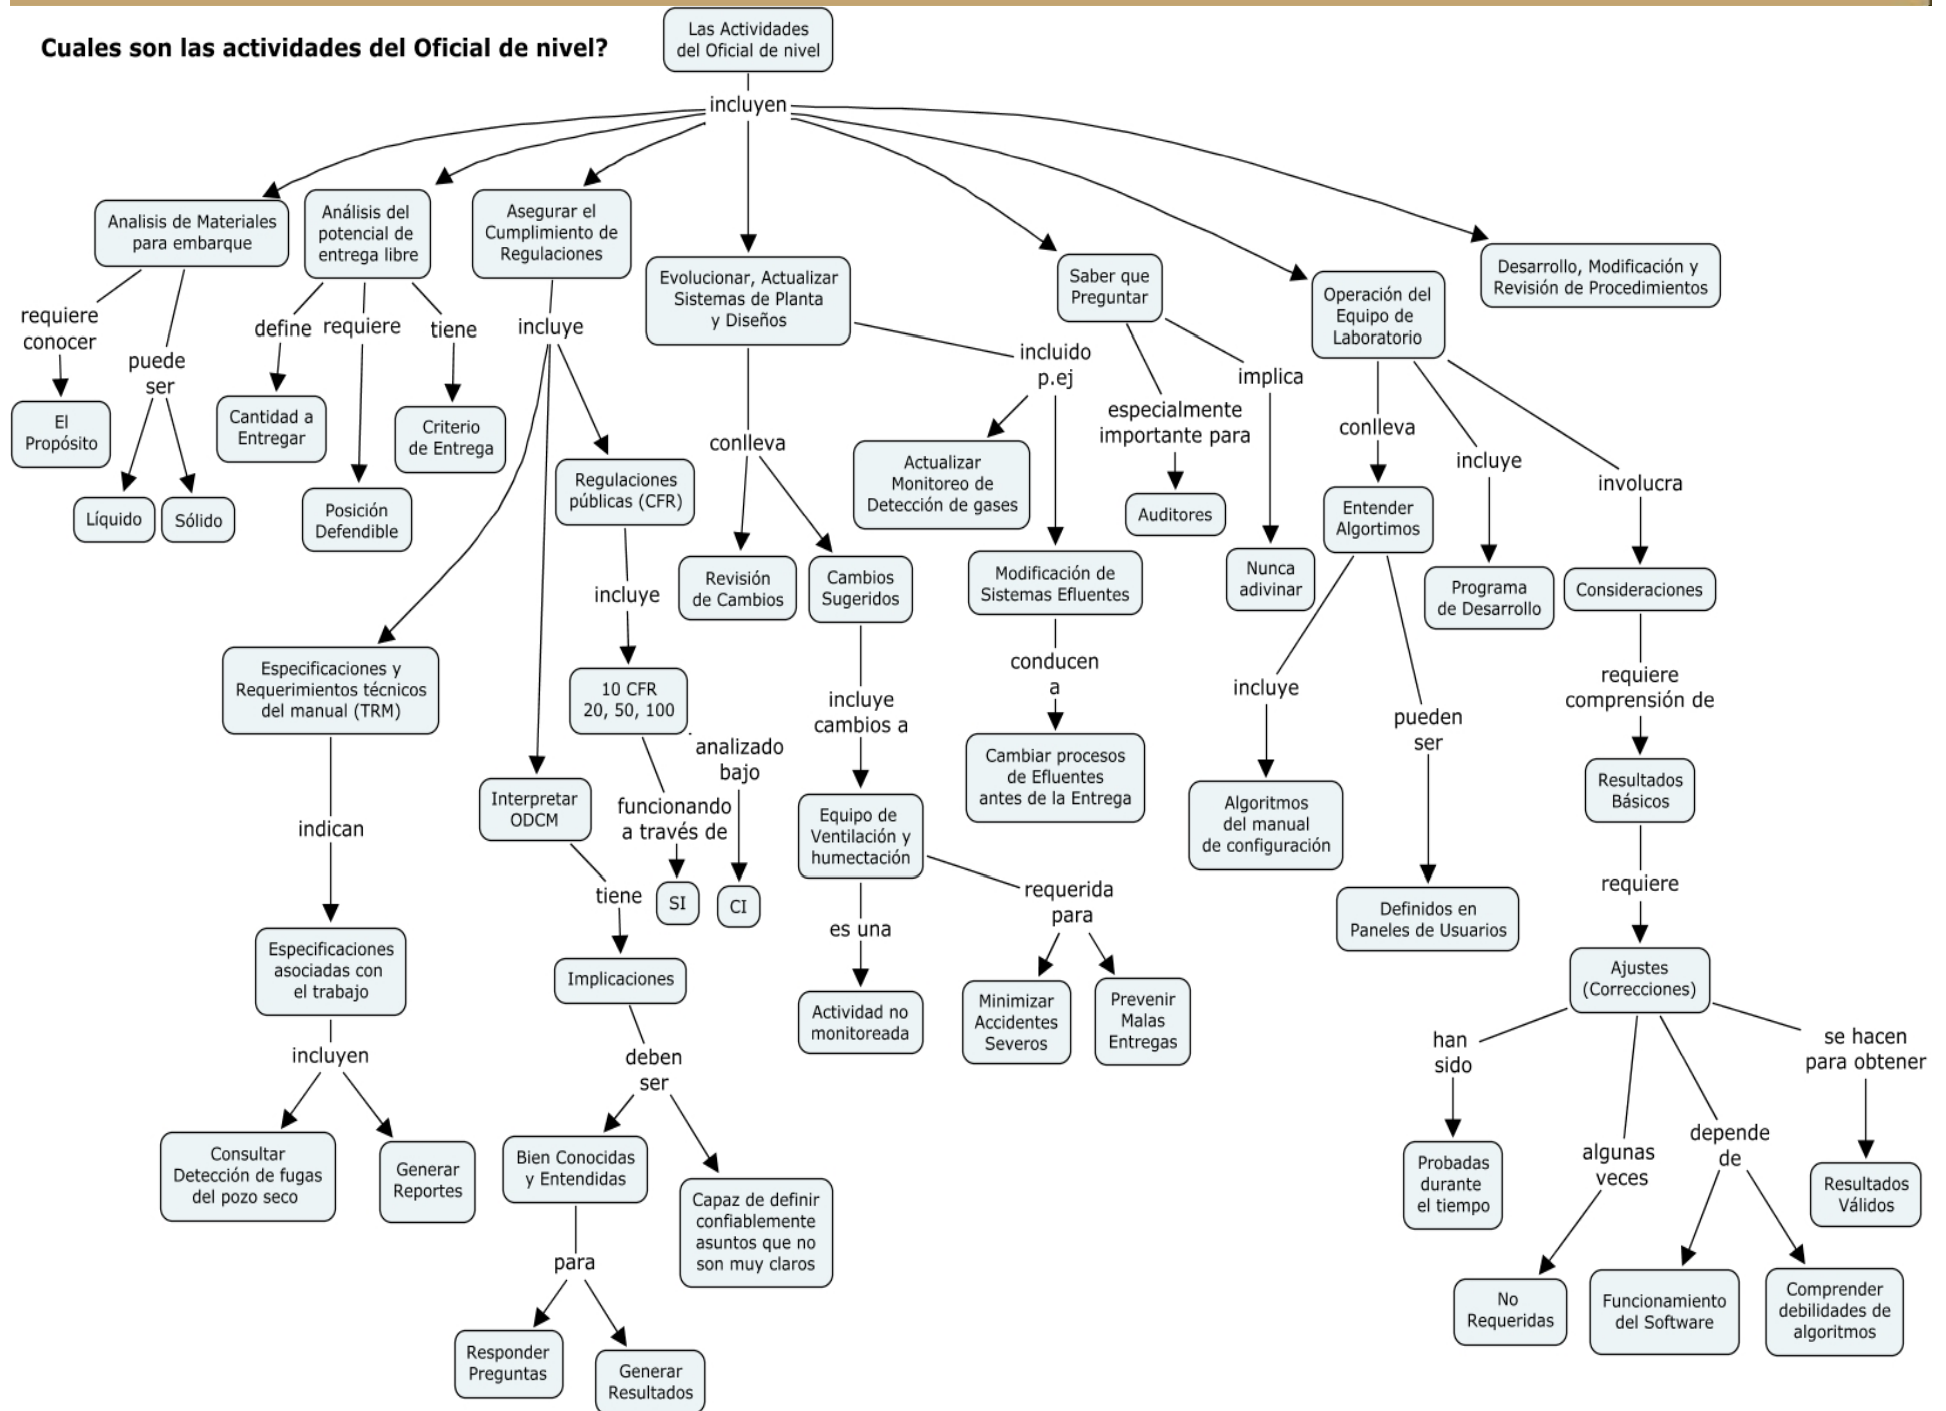 Cuales son las actividades del Oficial de nivel?
Las Actividades
del Oficial de nivel
incluyen
Analisis de Materiales
para embarque
requiere
conocer
El
Propósito
puede
ser
Líquido
Sólido
Análisis del
potencial de
entrega libre
define
Cantidad a
Entregar
requiere
Posición
Defendible
tiene
Criterio
de Entrega
Asegurar el
Cumplimiento de
Regulaciones
incluye
Especificaciones y
Requerimientos técnicos
del manual (TRM)
indican
Especificaciones
asociadas con
el trabajo
incluyen
Consultar
Detección de fugas
del pozo seco
Generar
Reportes
Interpretar
ODCM
tiene
Implicaciones
deben
ser
Bien Conocidas
y Entendidas
para
Responder
Preguntas
Generar
Resultados
Capaz de definir
confiablemente
asuntos que no
son muy claros
Regulaciones
públicas (CFR)
incluye
10 CFR
20, 50, 100
funcionando
a través de
SI
analizado
bajo
CI
Evolucionar, Actualizar
Sistemas de Planta
y Diseños
conlleva
Revisión
de Cambios
Cambios
Sugeridos
incluye
cambios a
Equipo de
Ventilación y
humectación
es una
Actividad no
monitoreada
requerida
para
Minimizar
Accidentes
Severos
Prevenir
Malas
Entregas
incluido
p.ej
Actualizar
Monitoreo de
Detección de gases
Modificación de
Sistemas Efluentes
conducen
a
Cambiar procesos
de Efluentes
antes de la Entrega
Saber que
Preguntar
especialmente
importante para
Auditores
implica
Nunca
adivinar
Operación del
Equipo de
Laboratorio
conlleva
Entender
Algortimos
incluye
Algoritmos
del manual
de configuración
pueden
ser
Definidos en
Paneles de Usuarios
incluye
Programa
de Desarrollo
involucra
Consideraciones
requiere
comprensión de
Resultados
Básicos
requiere
Ajustes
(Correcciones)
han
sido
Probadas
durante
el tiempo
algunas
veces
No
Requeridas
depende
de
Funcionamiento
del Software
Comprender
debilidades de
algoritmos
se hacen
para obtener
Resultados
Válidos
Desarrollo, Modificación y
Revisión de Procedimientos